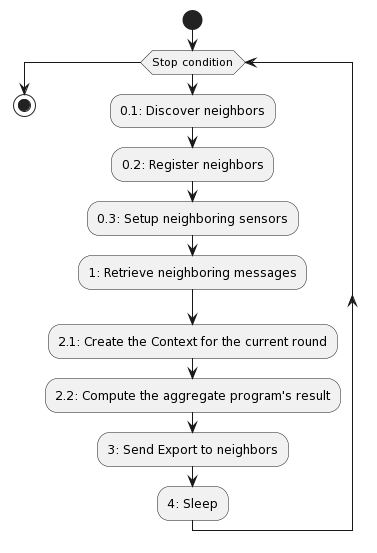 Stop condition
0.1: Discover neighbors
0.2: Register neighbors
0.3: Setup neighboring sensors
1: Retrieve neighboring messages
2.1: Create the Context for the current round
2.2: Compute the aggregate program's result
3: Send Export to neighbors
4: Sleep